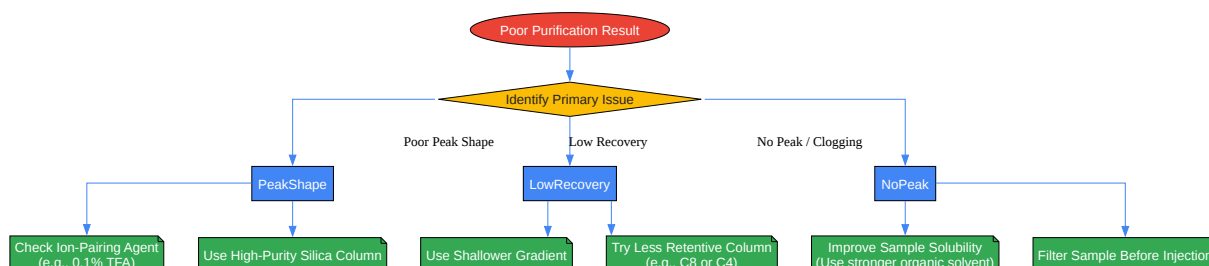 Poor Purification Result
Identify Primary Issue
Poor Peak Shape
Low Recovery
No Peak / Clogging
PeakShape
LowRecovery
NoPeak
Check Ion-Pairing Agent
(e.g., 0.1% TFA)
Use High-Purity Silica Column
Use Shallower Gradient
Try Less Retentive Column
(e.g., C8 or C4)
Improve Sample Solubility
(Use stronger organic solvent)
Filter Sample Before Injection